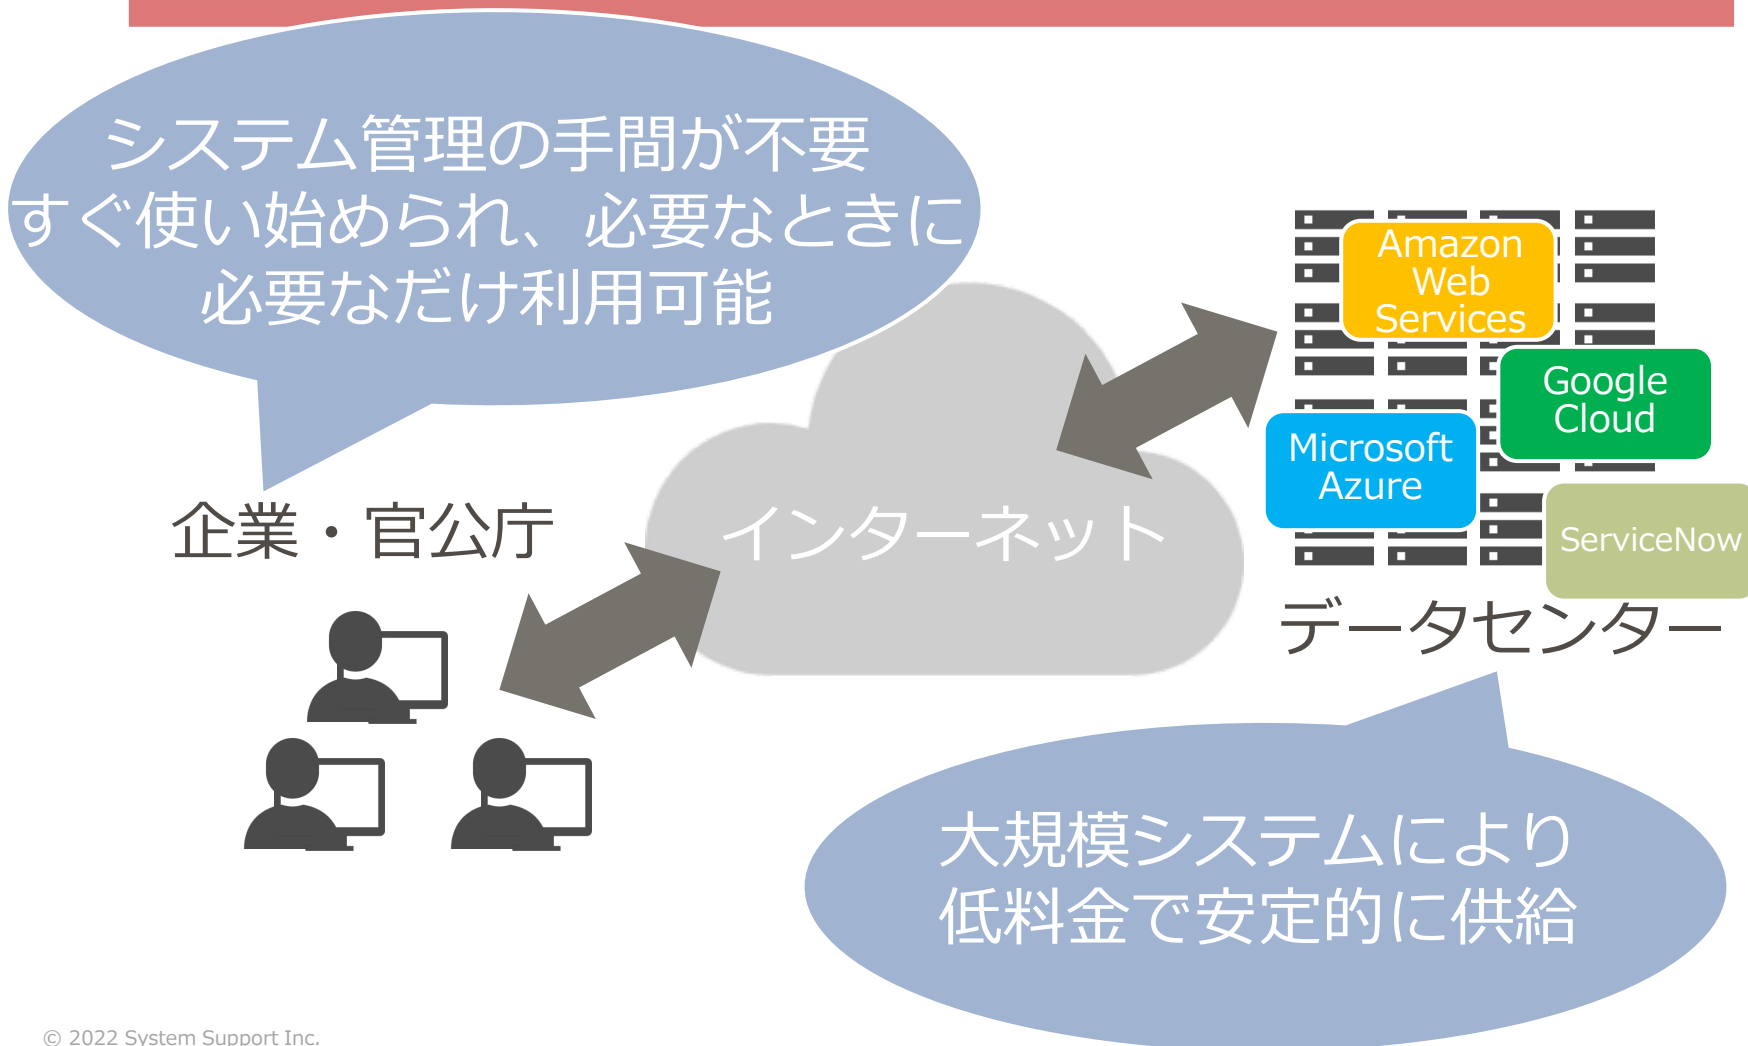 システム管理の手間が不要
すぐ使い始められ、必要なときに
必要なだけ利用可能
Amazon
Web
Services
Google
Cloud
Microsoft
Azure
ServiceNow
企業・官公庁
インターネット
データセンター
大規模システムにより
低料金で安定的に供給
© 2022 System Support Inc.